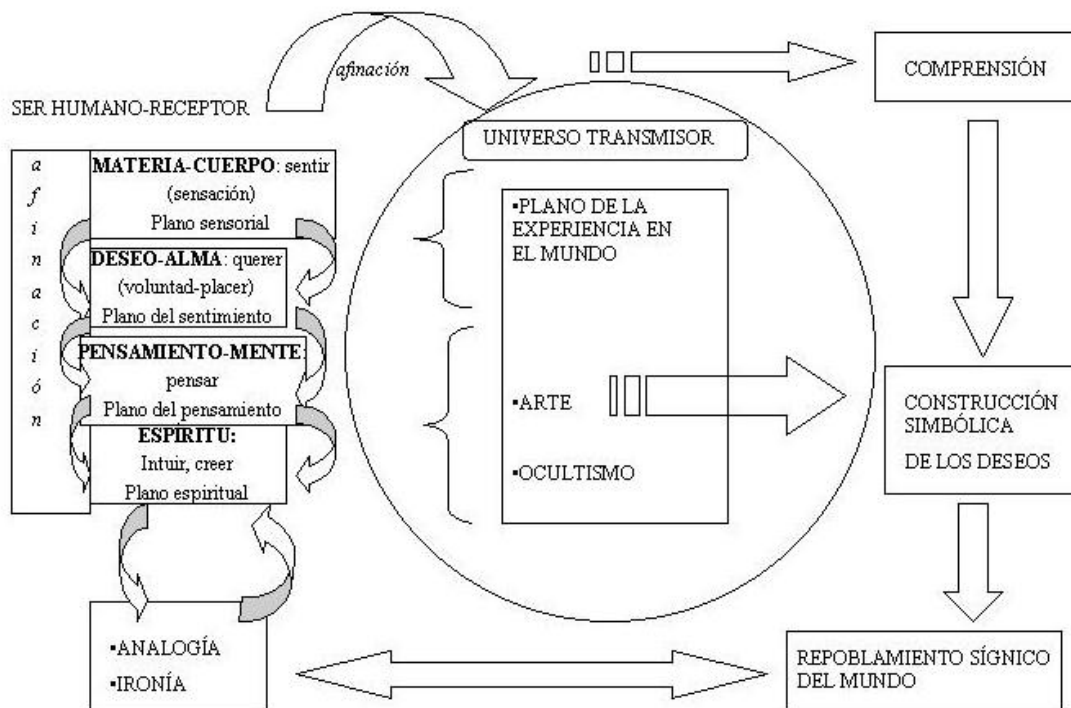 afinación
SER HUMANO-RECEPTOR
a
f
i
n
a
c
i
ó
n
MATERIA-CUERPO: sentir
(sensación)
Plano sensorial
DESEO-ALMA: querer
(voluntad-placer)
Plano del sentimiento
PENSAMIENTO-MENTE:
pensar
Plano del pensamiento
ESPÍRITU:
Intuir, creer
Plano espiritual
▪ANALOGÍA
▪IRONÍA
UNIVERSO TRANSMISOR
▪PLANO DE LA
EXPERIENCIA EN
EL MUNDO
▪ARTE
▪OCULTISMO
COMPRENSIÓN
CONSTRUCCIÓN
SIMBÓLICA
DE LOS DESEOS
REPOBLAMIENTO SÍGNICO
DEL MUNDO